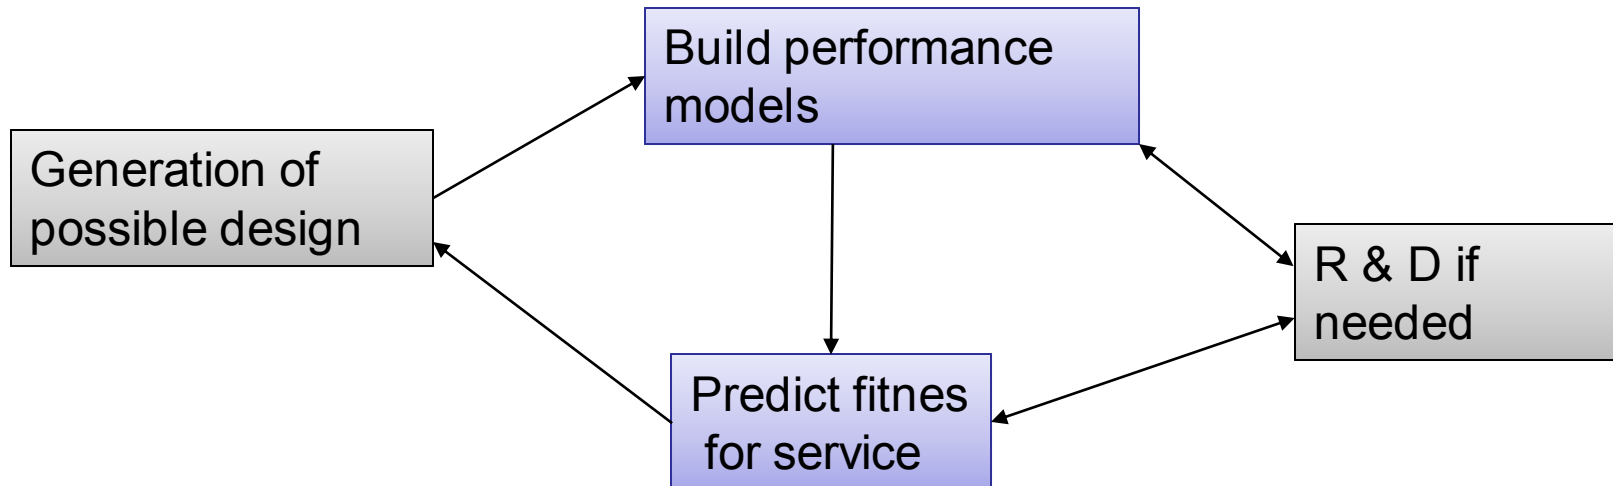 Build performance
models
Generation of
possible design
R & D if
needed
Predict fitnes
for service